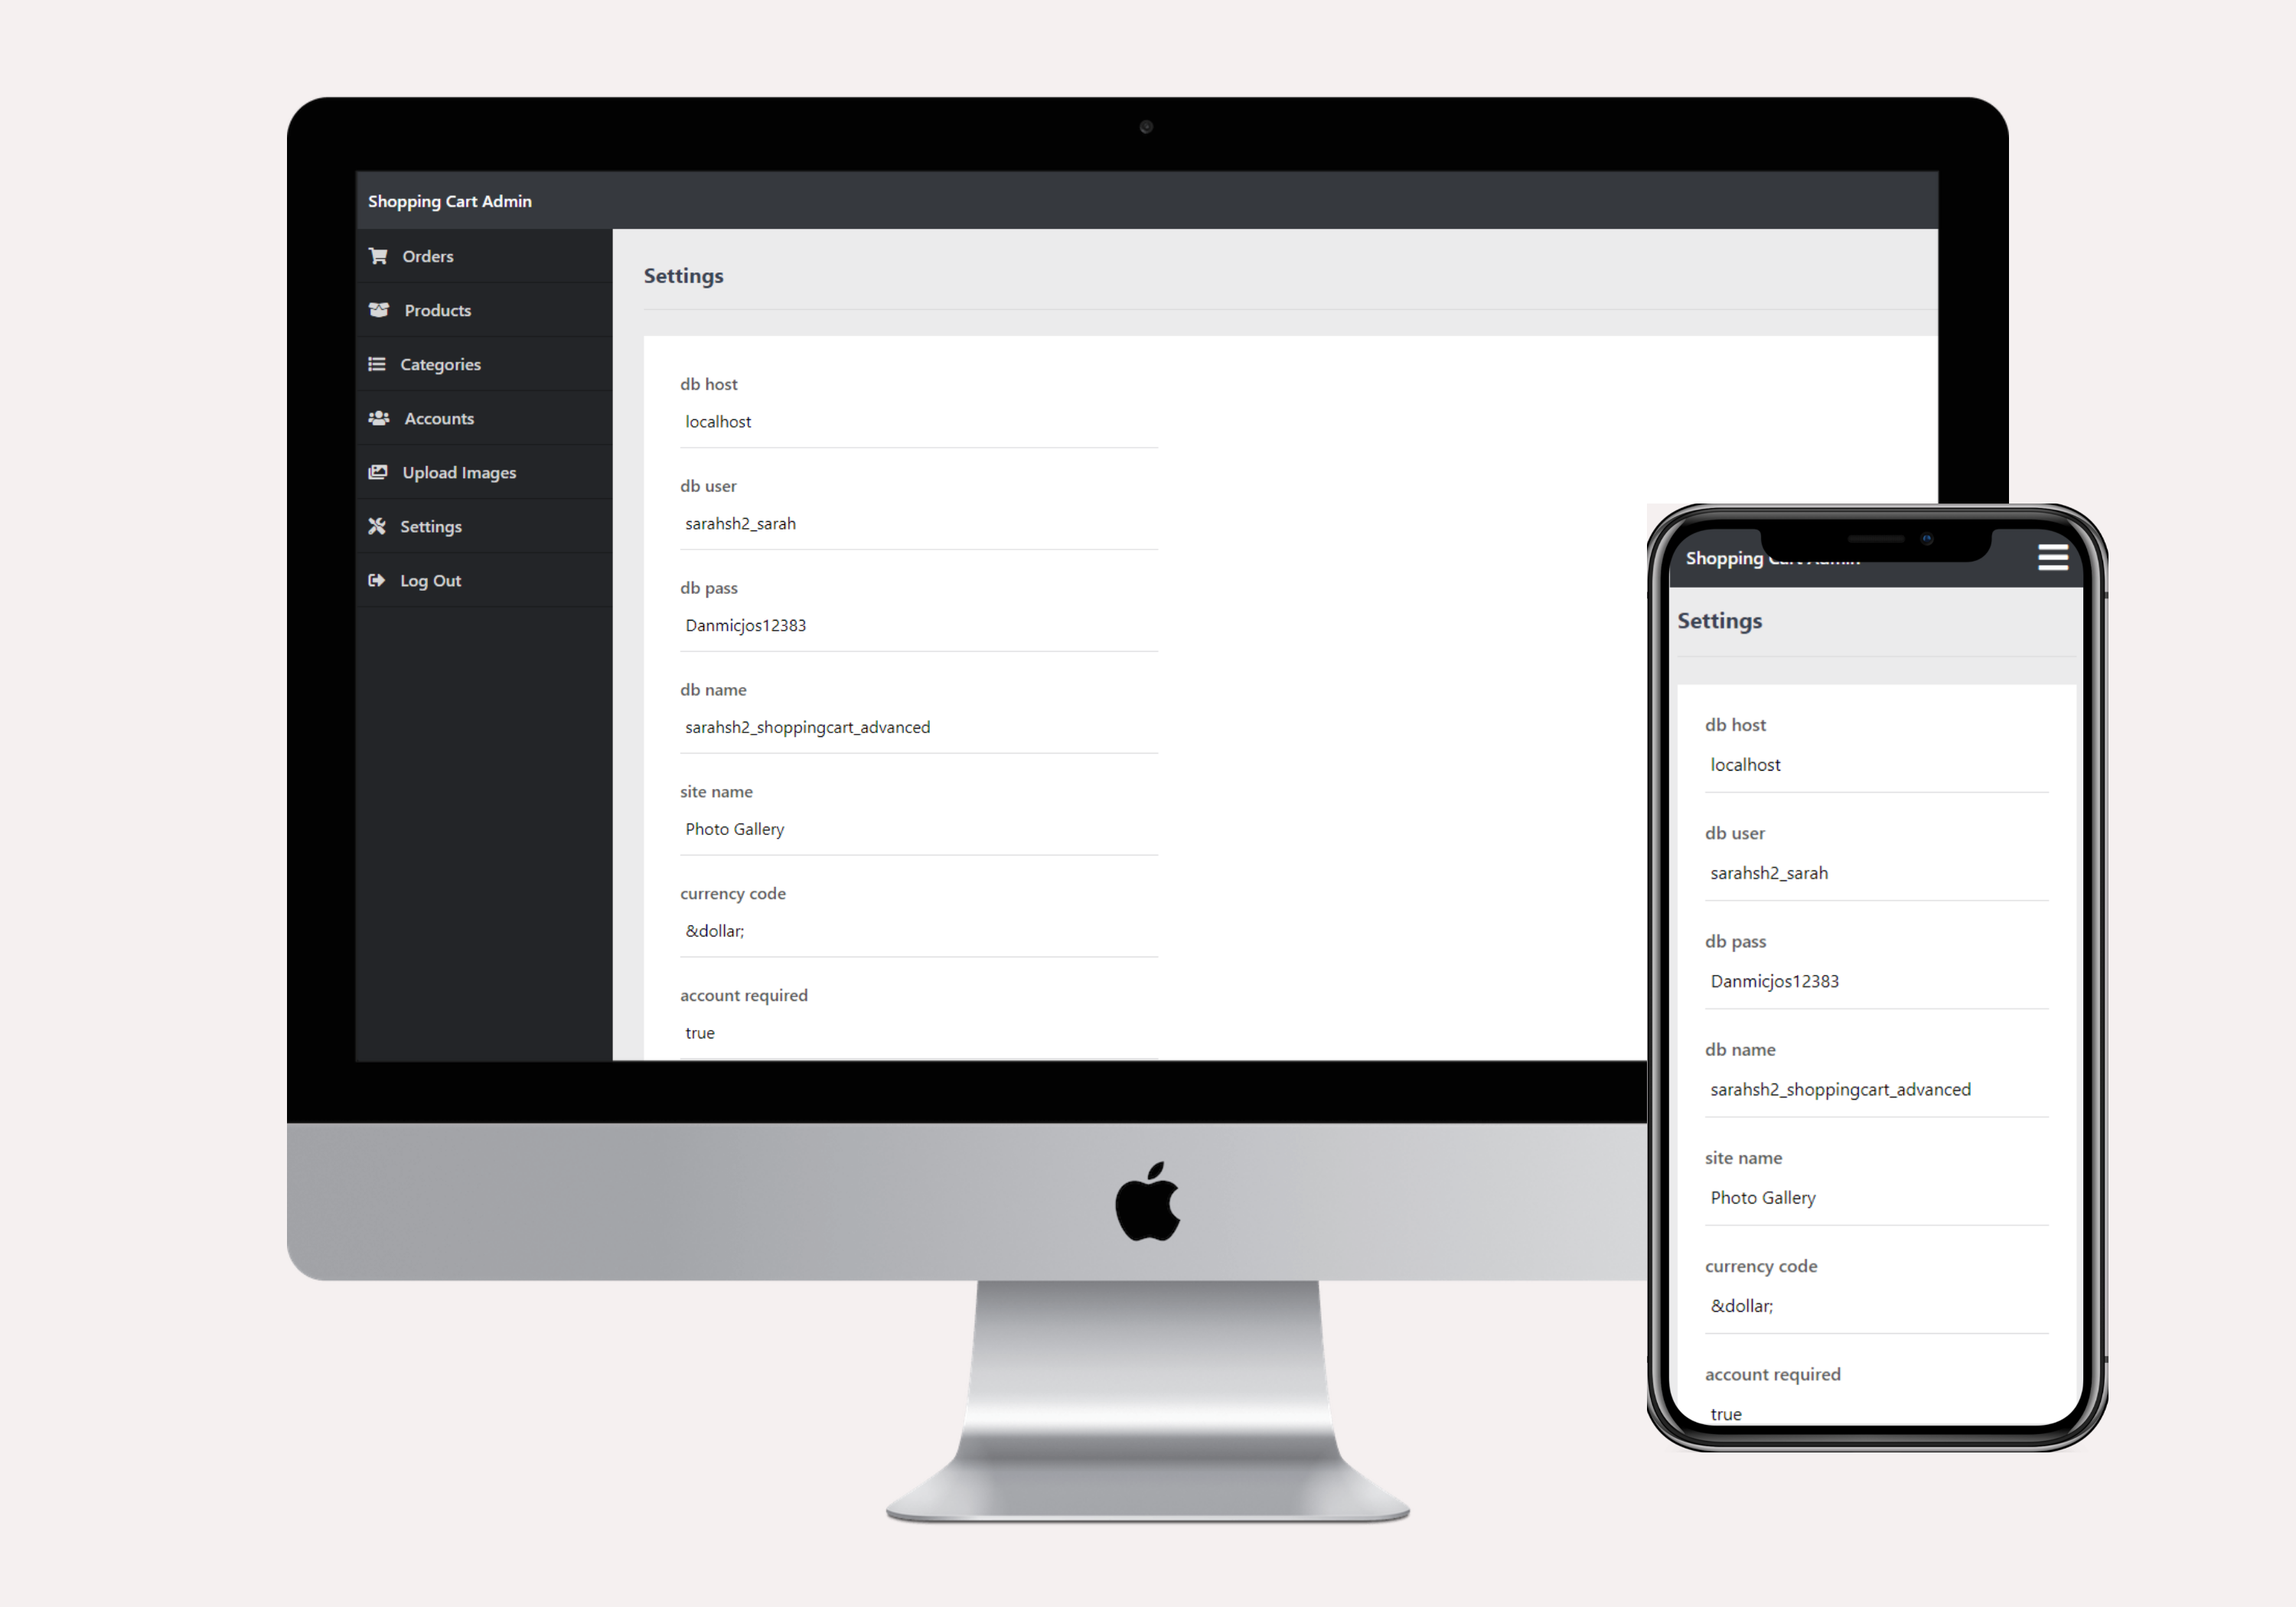 Shopping Cart Admin
Orders
Products
Categories
Accounts
Upload Images
Settings
Log Out
Settings
db host
localhost
db user
sarahsh2_sarah
db pass
Danmicjos12383
db name
sarahsh2_shoppingcart_advanced
site name
Photo Gallery
currency code
&dollar;
account required
true
Shopping Cart Admin
Settings
db host
localhost
db user
sarahsh2_sarah
db pass
Danmicjos12383
db name
sarahsh2_shoppingcart_advanced
site name
Photo Gallery
currency code
&dollar;
account required
true